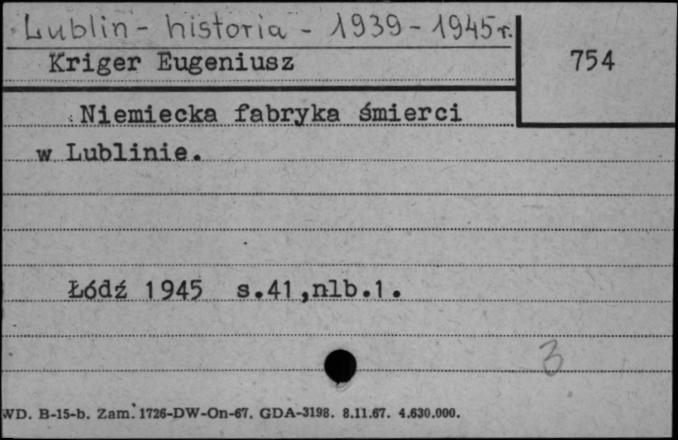 Lublin - historia - 1939 - 1945 r.
Kriger Eugeniusz
754
Niemiecka fabryka śmierci
w Lublinie.
Łódź 1945 s.41,nlb.1.
3
WD. B-15-b. Zam. 1726-DW-On-67. GDA-3198. 8.11.67. 4.630.000.